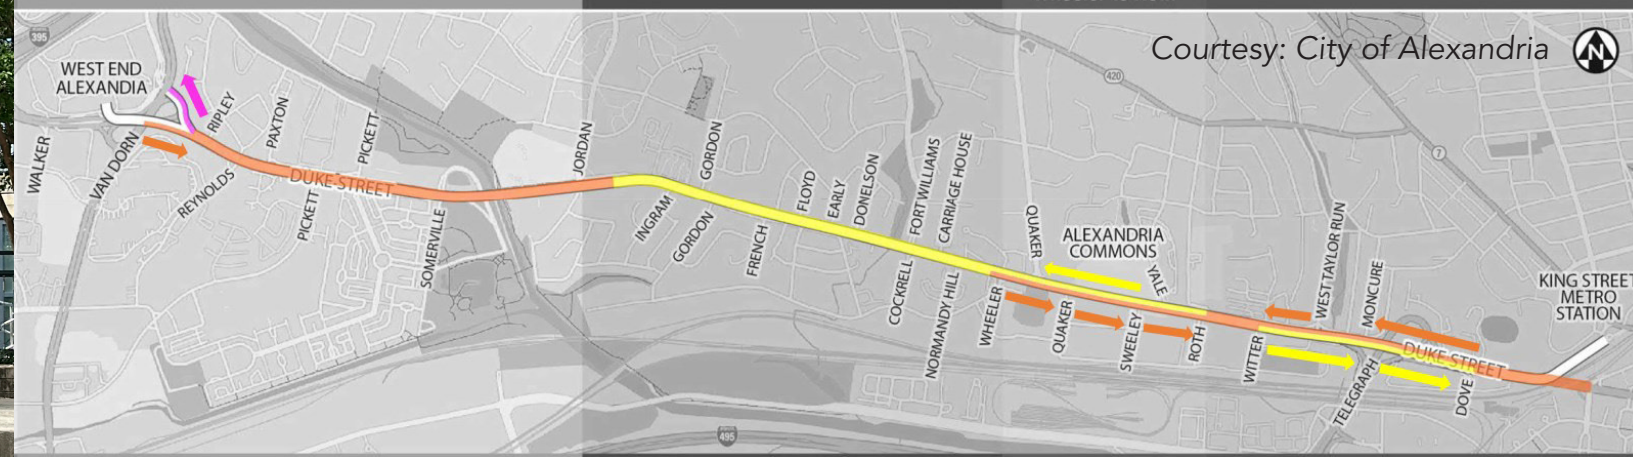 Courtesy: City of Alexandria
N
395
WEST END
ALEXANDIA
WALKER
VAN DORN
RIPLEY
REYNOLDS
PAXTON
DUKE STREET
PICKETT
PICKETT
SOMERVILLE
JORDAN
INGRAM
GORDON
GORDON
FRENCH
FLOYD
EARLY
DONELSON
COCKRELL
FORT WILLIAMS
NORMANDY HILL
CARRIAGE HOUSE
WHEELER
QUAKER
QUAKER
ALEXANDRIA
COMMONS
SWEELEY
YALE
ROTH
WITTER
WEST TAYLOR RUN
TELEGRAPH
MONCURE
DUKE STREET
DOVE
KING STREET
METRO
STATION
420
7
495